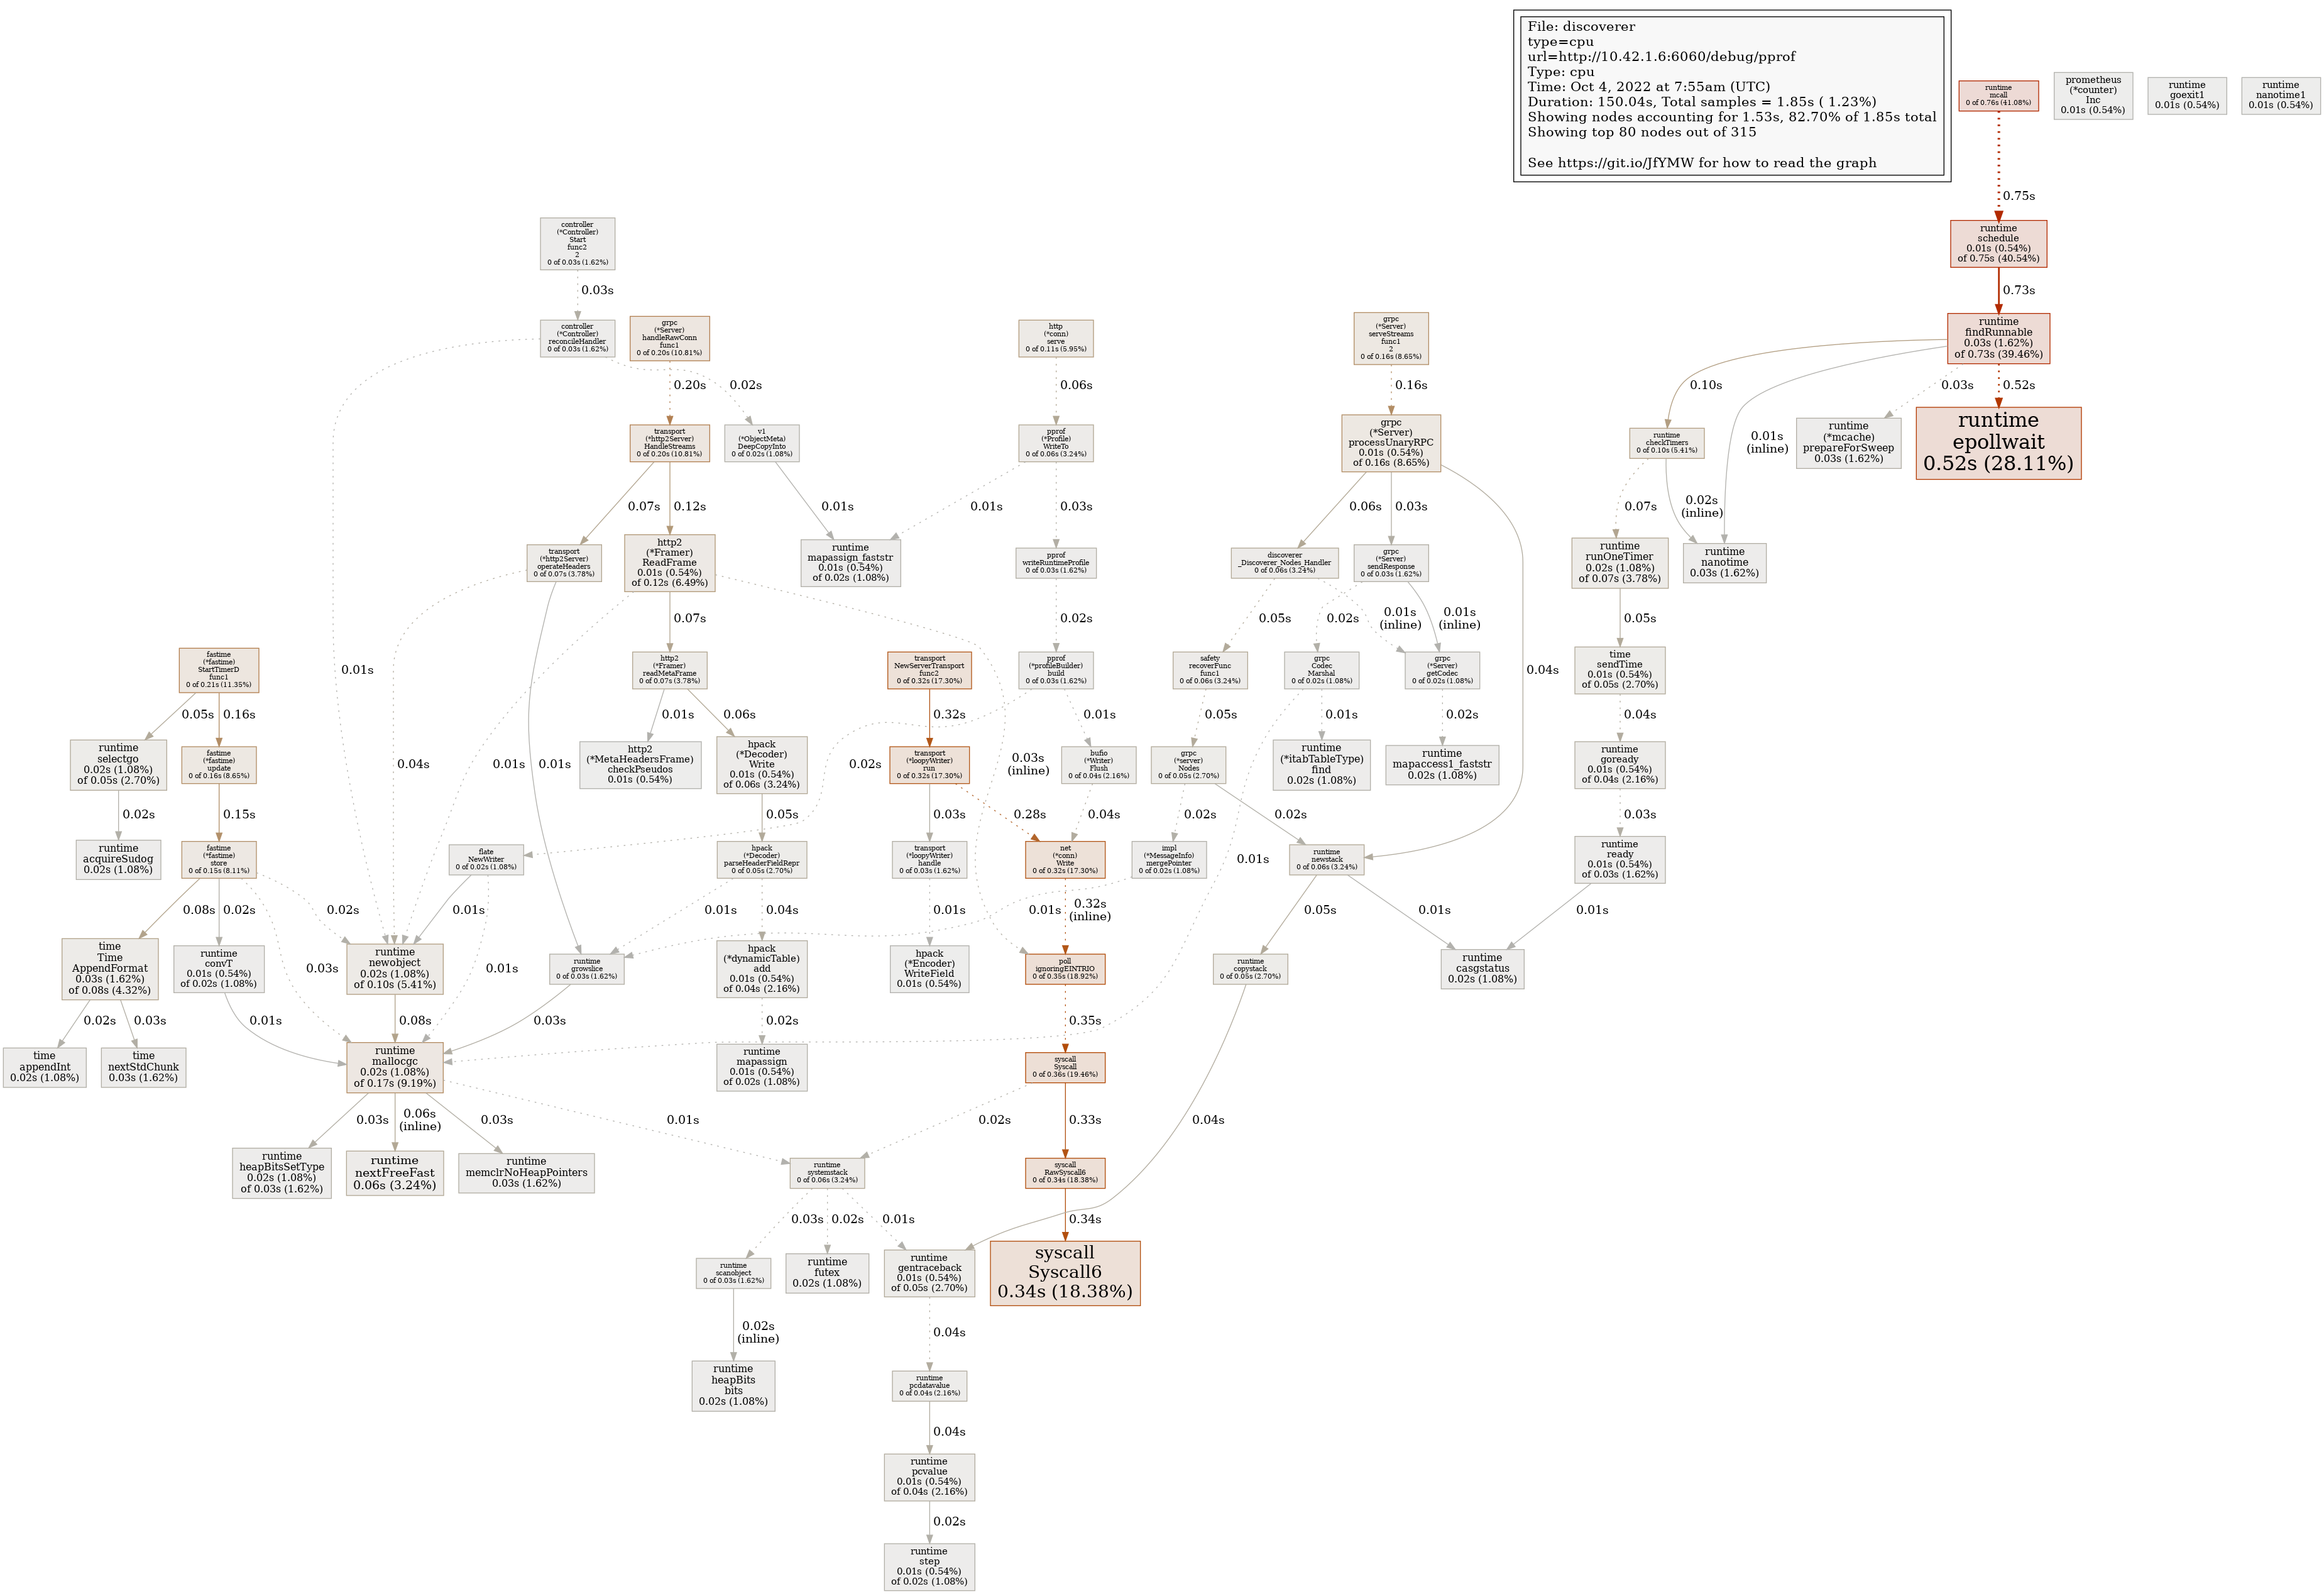 File: discoverer
type=cpu
url=http://10.42.1.6:6060/debug/pprof
Type: cpu
Time: Oct 4, 2022 at 7:55am (UTC)
Duration: 150.04s, Total samples = 1.85s ( 1.23%)
Showing nodes accounting for 1.53s, 82.70% of 1.85s total
Showing top 80 nodes out of 315
See https://git.io/JfYMW for how to read the graph
runtime
mcall
0 of 0.76s (41.08%)
prometheus
(*counter)
Inc
0.01s (0.54%)
runtime
goexit1
0.01s (0.54%)
runtime
nanotime1
0.01s (0.54%)
0.75s
controller
(*Controller)
Start
func2
2
0 of 0.03s (1.62%)
runtime
schedule
0.01s (0.54%)
of 0.75s (40.54%)
0.03s
0.73s
controller
(*Controller)
reconcileHandler
0 of 0.03s (1.62%)
grpc
(*Server)
handleRawConn
func1
0 of 0.20s (10.81%)
http
(*conn)
serve
0 of 0.11s (5.95%)
grpc
(*Server)
serveStreams
func1
2
0 of 0.16s (8.65%)
runtime
findRunnable
0.03s (1.62%)
of 0.73s (39.46%)
0.20s
0.02s
0.06s
0.16s
0.10s
0.03s
0.52s
transport
(*http2Server)
HandleStreams
0 of 0.20s (10.81%)
v1
(*ObjectMeta)
DeepCopyInto
0 of 0.02s (1.08%)
pprof
(*Profile)
WriteTo
0 of 0.06s (3.24%)
grpc
(*Server)
processUnaryRPC
0.01s (0.54%)
of 0.16s (8.65%)
runtime
checkTimers
0 of 0.10s (5.41%)
0.01s
(inline)
runtime
(*mcache)
prepareForSweep
0.03s (1.62%)
runtime
epollwait
0.52s (28.11%)
0.07s
0.12s
0.01s
0.01s
0.03s
0.06s
0.03s
0.07s
0.02s
(inline)
transport
(*http2Server)
operateHeaders
0 of 0.07s (3.78%)
http2
(*Framer)
ReadFrame
0.01s (0.54%)
of 0.12s (6.49%)
runtime
mapassign_faststr
0.01s (0.54%)
of 0.02s (1.08%)
pprof
writeRuntimeProfile
0 of 0.03s (1.62%)
discoverer
_Discoverer_Nodes_Handler
0 of 0.06s (3.24%)
grpc
(*Server)
sendResponse
0 of 0.03s (1.62%)
runtime
runOneTimer
0.02s (1.08%)
of 0.07s (3.78%)
runtime
nanotime
0.03s (1.62%)
0.07s
0.02s
0.05s
0.02s
0.01s
(inline)
0.01s
(inline)
0.05s
0.01s
0.04s
fastime
(*fastime)
StartTimerD
func1
0 of 0.21s (11.35%)
http2
(*Framer)
readMetaFrame
0 of 0.07s (3.78%)
transport
NewServerTransport
func2
0 of 0.32s (17.30%)
pprof
(*profileBuilder)
build
0 of 0.03s (1.62%)
safety
recoverFunc
func1
0 of 0.06s (3.24%)
grpc
Codec
Marshal
0 of 0.02s (1.08%)
grpc
(*Server)
getCodec
0 of 0.02s (1.08%)
time
sendTime
0.01s (0.54%)
of 0.05s (2.70%)
0.05s
0.16s
0.01s
0.06s
0.32s
0.01s
0.05s
0.01s
0.02s
0.04s
runtime
selectgo
0.02s (1.08%)
of 0.05s (2.70%)
fastime
(*fastime)
update
0 of 0.16s (8.65%)
0.04s
0.01s
0.01s
http2
(*MetaHeadersFrame)
checkPseudos
0.01s (0.54%)
hpack
(*Decoder)
Write
0.01s (0.54%)
of 0.06s (3.24%)
0.02s
transport
(*loopyWriter)
run
0 of 0.32s (17.30%)
0.03s
(inline)
bufio
(*Writer)
Flush
0 of 0.04s (2.16%)
grpc
(*server)
Nodes
0 of 0.05s (2.70%)
runtime
(*itabTableType)
find
0.02s (1.08%)
runtime
mapaccess1_faststr
0.02s (1.08%)
runtime
goready
0.01s (0.54%)
of 0.04s (2.16%)
0.02s
0.15s
0.05s
0.03s
0.28s
0.04s
0.02s
0.02s
0.03s
runtime
acquireSudog
0.02s (1.08%)
fastime
(*fastime)
store
0 of 0.15s (8.11%)
flate
NewWriter
0 of 0.02s (1.08%)
hpack
(*Decoder)
parseHeaderFieldRepr
0 of 0.05s (2.70%)
transport
(*loopyWriter)
handle
0 of 0.03s (1.62%)
net
(*conn)
Write
0 of 0.32s (17.30%)
impl
(*MessageInfo)
mergePointer
0 of 0.02s (1.08%)
0.01s
runtime
newstack
0 of 0.06s (3.24%)
runtime
ready
0.01s (0.54%)
of 0.03s (1.62%)
0.08s
0.02s
0.02s
0.01s
0.01s
0.04s
0.01s
0.01s
0.32s
(inline)
0.05s
0.01s
0.01s
time
Time
AppendFormat
0.03s (1.62%)
of 0.08s (4.32%)
runtime
convT
0.01s (0.54%)
of 0.02s (1.08%)
0.03s
runtime
newobject
0.02s (1.08%)
of 0.10s (5.41%)
0.01s
runtime
growslice
0 of 0.03s (1.62%)
hpack
(*dynamicTable)
add
0.01s (0.54%)
of 0.04s (2.16%)
hpack
(*Encoder)
WriteField
0.01s (0.54%)
poll
ignoringEINTRIO
0 of 0.35s (18.92%)
runtime
copystack
0 of 0.05s (2.70%)
runtime
casgstatus
0.02s (1.08%)
0.02s
0.03s
0.01s
0.08s
0.03s
0.02s
0.35s
time
appendInt
0.02s (1.08%)
time
nextStdChunk
0.03s (1.62%)
runtime
mallocgc
0.02s (1.08%)
of 0.17s (9.19%)
runtime
mapassign
0.01s (0.54%)
of 0.02s (1.08%)
syscall
Syscall
0 of 0.36s (19.46%)
0.03s
0.06s
(inline)
0.03s
0.01s
0.02s
0.33s
0.04s
runtime
heapBitsSetType
0.02s (1.08%)
of 0.03s (1.62%)
runtime
nextFreeFast
0.06s (3.24%)
runtime
memclrNoHeapPointers
0.03s (1.62%)
runtime
systemstack
0 of 0.06s (3.24%)
syscall
RawSyscall6
0 of 0.34s (18.38%)
0.03s
0.02s
0.01s
0.34s
runtime
scanobject
0 of 0.03s (1.62%)
runtime
futex
0.02s (1.08%)
runtime
gentraceback
0.01s (0.54%)
of 0.05s (2.70%)
syscall
Syscall6
0.34s (18.38%)
0.02s
(inline)
0.04s
runtime
heapBits
bits
0.02s (1.08%)
runtime
pcdatavalue
0 of 0.04s (2.16%)
0.04s
runtime
pcvalue
0.01s (0.54%)
of 0.04s (2.16%)
0.02s
runtime
step
0.01s (0.54%)
of 0.02s (1.08%)